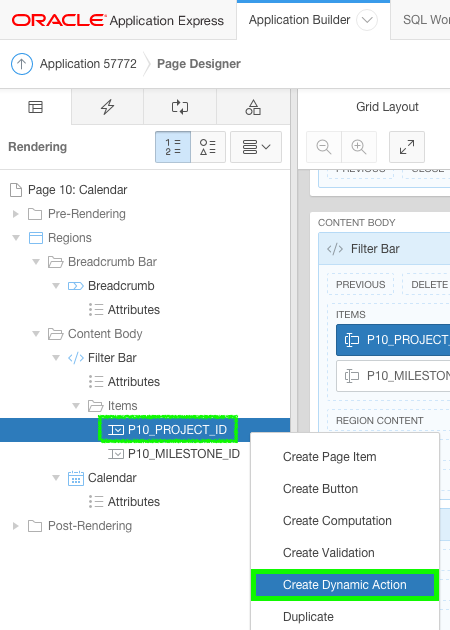 ORACLE Application Express
Application Builder
SQL Wor
Application 57772
Page Designer
Rendering
Page 10: Calendar
Pre-Rendering
Regions
Breadcrumb Bar
Breadcrumb
Attributes
Content Body
Filter Bar
Attributes
Items
P10_PROJECT_ID
P10_MILESTONE_ID
Calendar
Attributes
Post-Rendering
Grid Layout
PREVIOUS
CLOSE
CONTENT BODY
Filter Bar
PREVIOUS
DELETE
ITEMS
P10_PROJECT_
P10_MILESTON
REGION CONTENT
Create Page Item
Create Button
Create Computation
Create Validation
Create Dynamic Action
Duplicate